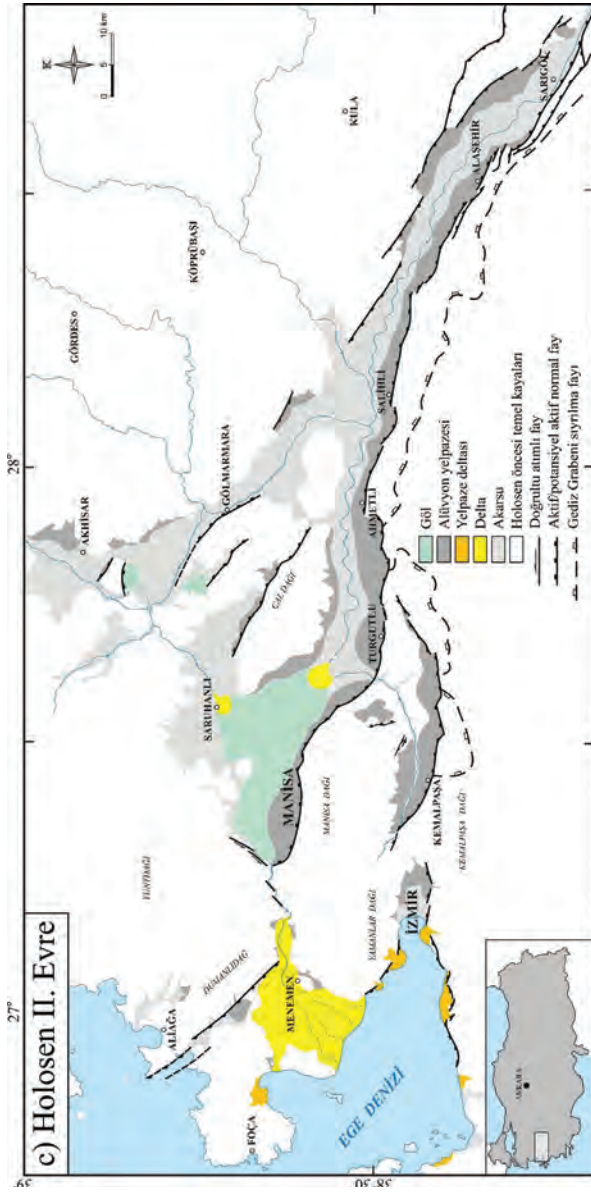 c) Holosen II. Evre
27°
28°
K
0 5 10 km
AKHİSAR
GÖRDES
KÖPRÜBAŞI
KULA
GÖLMARMARA
SARUHANLI
ÇAL DAĞI
YUNTDAĞI
ALİAĞA
DUMANLIDAĞ
MANİSA
MANİSA DAĞI
FOÇA
MENEMEN
YAMANLAR DAĞI
EGE DENİZİ
İZMİR
KEMALPAŞA
KEMALPAŞA DAĞI
TURGUTLU
AHMETLİ
SALİHLİ
ALAŞEHİR
SARIGÖL
Göl
Alüvyon yelpazesi
Yelpaze deltası
Delta
Akarsu
Holosen öncesi temel kayaları
Doğrultu atımlı fay
Aktif/potansiyel aktif normal fay
Gediz Grabeni sıyrılma fayı
ANKARA